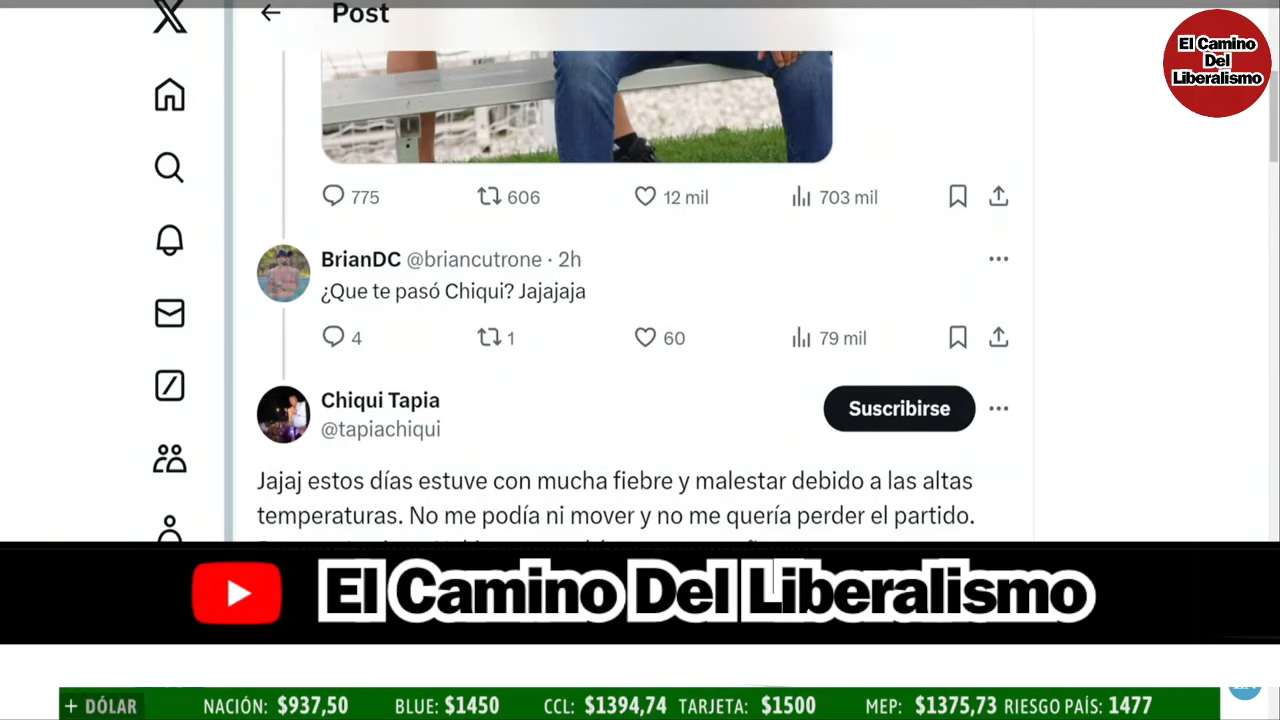 Post
El Camino
Del
Liberalismo
775 606 12 mil 703 mil
BrianDC @briancutrone · 2h
¿Que te pasó Chiqui? Jajajaja
4 1 60 79 mil
Chiqui Tapia
@tapiachiqui
Suscribirse
Jajaj estos días estuve con mucha fiebre y malestar debido a las altas
temperaturas. No me podía ni mover y no me quería perder el partido.
El Camino Del Liberalismo
+ DÓLAR NACIÓN: $937,50 BLUE: $1450 CCL: $1394,74 TARJETA: $1500 MEP: $1375,73 RIESGO PAÍS: 1477